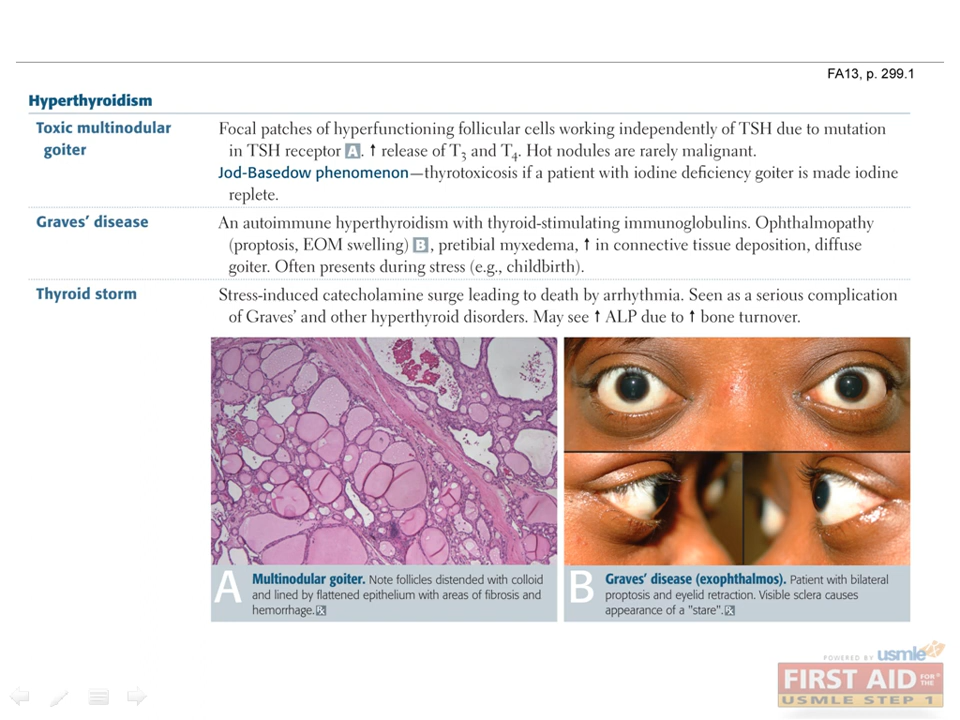 FA13, p. 299.1
Hyperthyroidism
Toxic multinodular
goiter
Focal patches of hyperfunctioning follicular cells working independently of TSH due to mutation
in TSH receptor A. ↑ release of T3 and T4. Hot nodules are rarely malignant.
Jod-Basedow phenomenon—thyrotoxicosis if a patient with iodine deficiency goiter is made iodine
replete.
Graves’ disease
An autoimmune hyperthyroidism with thyroid-stimulating immunoglobulins. Ophthalmopathy
(proptosis, EOM swelling) B, pretibial myxedema, ↑ in connective tissue deposition, diffuse
goiter. Often presents during stress (e.g., childbirth).
Thyroid storm
Stress-induced catecholamine surge leading to death by arrhythmia. Seen as a serious complication
of Graves’ and other hyperthyroid disorders. May see ↑ ALP due to ↑ bone turnover.
A
Multinodular goiter. Note follicles distended with colloid
and lined by flattened epithelium with areas of fibrosis and
hemorrhage. ℞
B
Graves’ disease (exophthalmos). Patient with bilateral
proptosis and eyelid retraction. Visible sclera causes
appearance of a "stare". ℞
POWERED BY usmle
FIRST AID FOR THE®
USMLE STEP 1